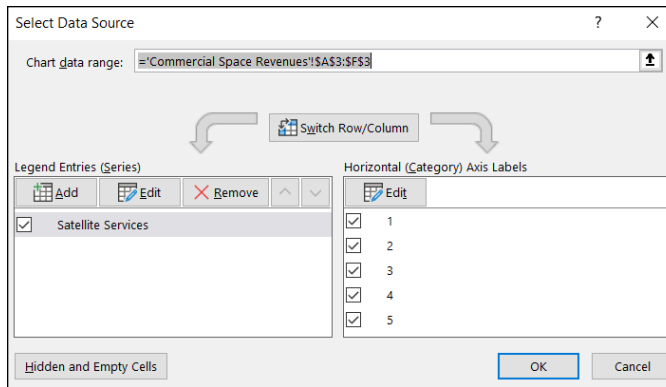 Select Data Source
Chart data range: ='Commercial Space Revenues'!$A$3:$F$3
Switch Row/Column
Legend Entries (Series)
Add Edit Remove
Satellite Services
Horizontal (Category) Axis Labels
Edit
1
2
3
4
5
Hidden and Empty Cells
OK Cancel